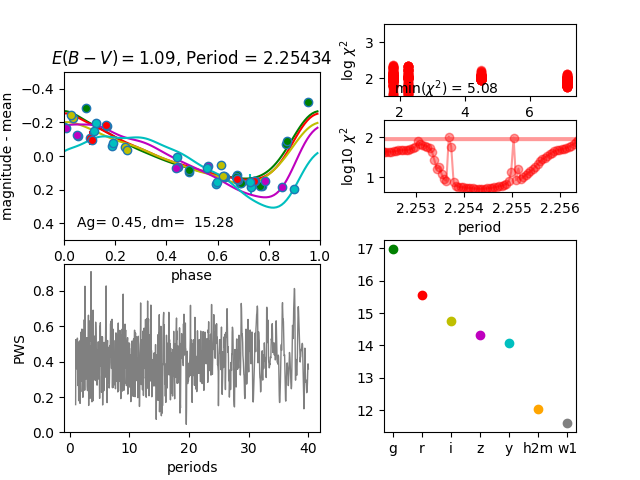 E(B − V) = 1.09, Period = 2.25434
−0.4
−0.2
0.0
0.2
0.4
magnitude - mean
Ag= 0.45, dm= 15.28
0.0 0.2 0.4 0.6 0.8 1.0
phase
3
2
log χ²
min(χ²) = 5.08
2 4 6
2
1
log10 χ²
2.253 2.254 2.255 2.256
period
0.8
0.6
0.4
0.2
0.0
PWS
0 10 20 30 40
periods
17
16
15
14
13
12
g r i z y h2m w1